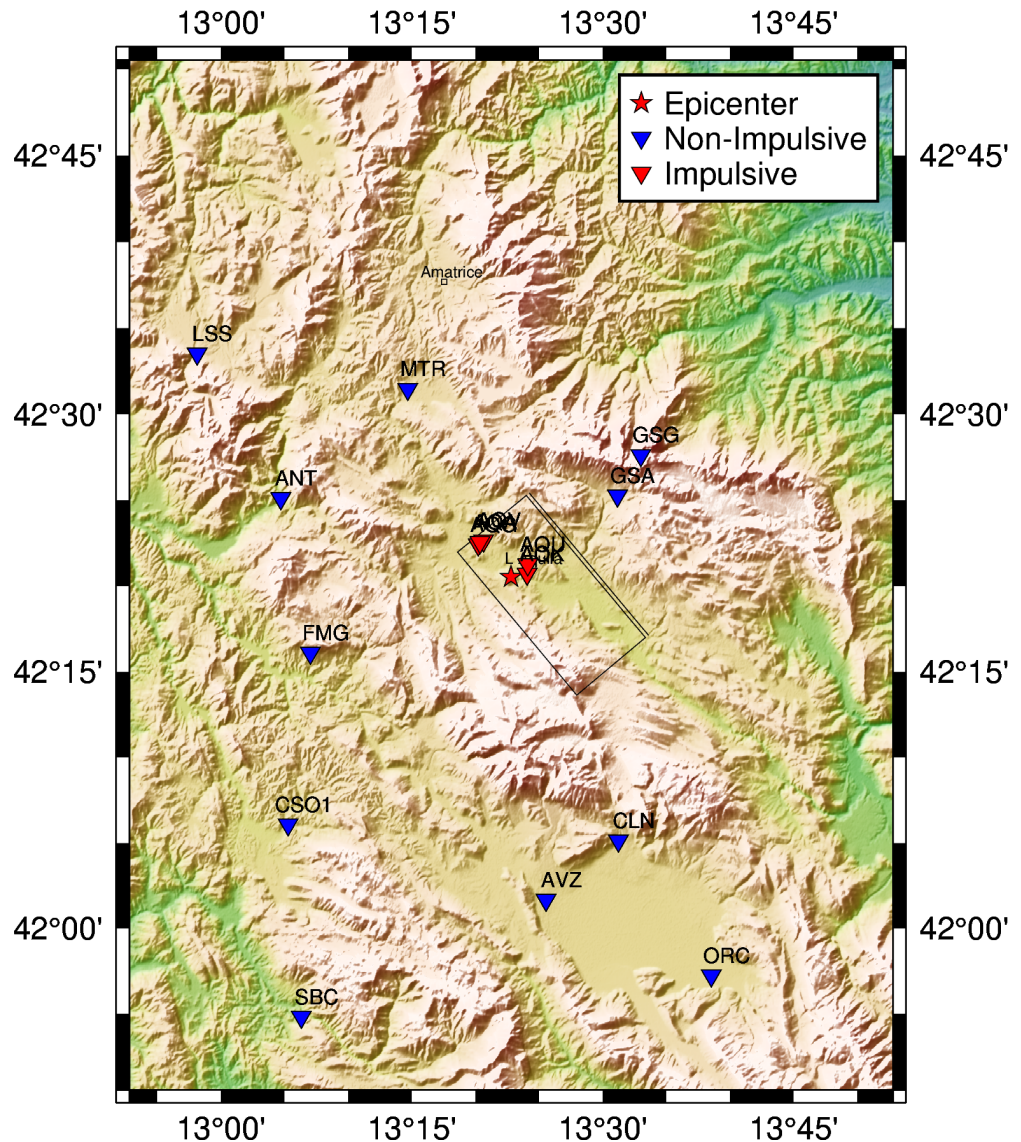 13°00' 13°15' 13°30' 13°45'
Epicenter
Non-Impulsive
Impulsive
42°45' 42°45'
Amatrice
LSS
MTR
42°30' 42°30'
GSG
GSA
ANT
AQU
FMG
42°15' 42°15'
CSO1
CLN
AVZ
42°00' 42°00'
ORC
SBC
13°00' 13°15' 13°30' 13°45'